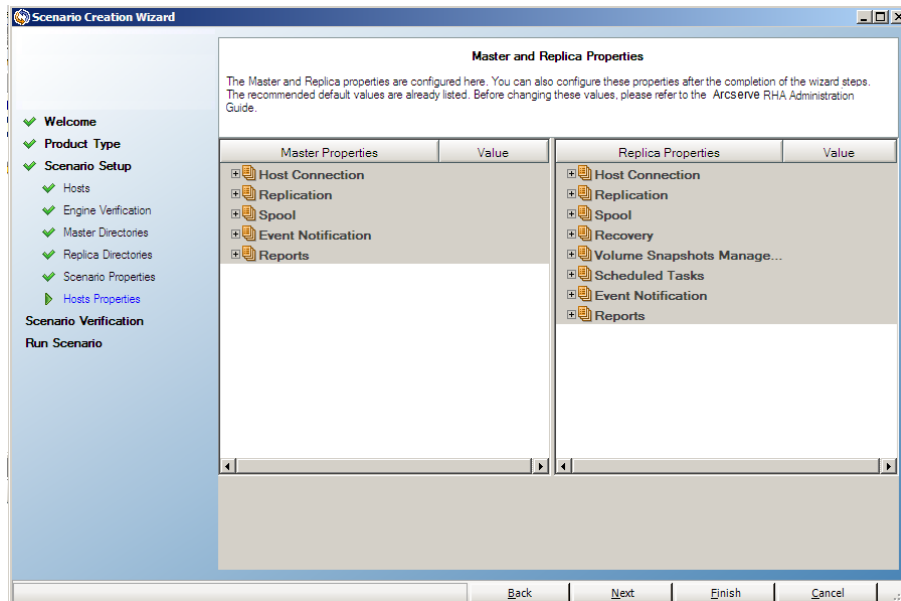 Scenario Creation Wizard
Master and Replica Properties
The Master and Replica properties are configured here. You can also configure these properties after the completion of the wizard steps.
The recommended default values are already listed. Before changing these values, please refer to the Arcserve RHA Administration
Guide.
Welcome
Product Type
Scenario Setup
Hosts
Engine Verification
Master Directories
Replica Directories
Scenario Properties
Hosts Properties
Scenario Verification
Run Scenario
Master Properties Value
Host Connection
Replication
Spool
Event Notification
Reports
Replica Properties Value
Host Connection
Replication
Spool
Recovery
Volume Snapshots Manage...
Scheduled Tasks
Event Notification
Reports
Back Next Finish Cancel